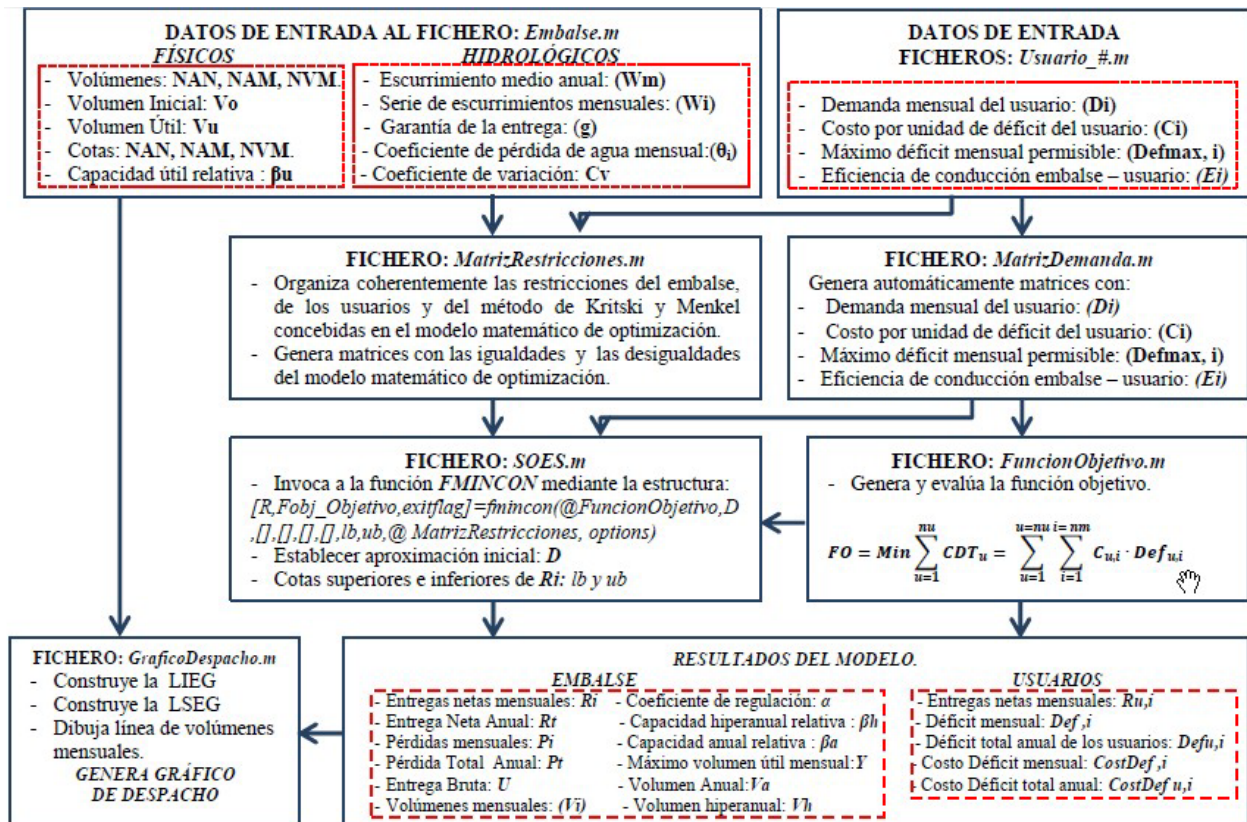 DATOS DE ENTRADA AL FICHERO: Embalse.m
FÍSICOS
- Volúmenes: NAN, NAM, NVM.
- Volumen Inicial: Vo
- Volumen Útil: Vu
- Cotas: NAN, NAM, NVM.
- Capacidad útil relativa : βu
HIDROLÓGICOS
- Escurrimiento medio anual: (Wm)
- Serie de escurrimientos mensuales: (Wi)
- Garantía de la entrega: (g)
- Coeficiente de pérdida de agua mensual:(θi)
- Coeficiente de variación: Cv
DATOS DE ENTRADA
FICHEROS: Usuario_#.m
- Demanda mensual del usuario: (Di)
- Costo por unidad de déficit del usuario: (Ci)
- Máximo déficit mensual permisible: (Defmax, i)
- Eficiencia de conducción embalse – usuario: (Ei)
FICHERO: MatrizRestricciones.m
- Organiza coherentemente las restricciones del embalse,
de los usuarios y del método de Kritski y Menkel
concebidas en el modelo matemático de optimización.
- Genera matrices con las igualdades y las desigualdades
del modelo matemático de optimización.
FICHERO: MatrizDemanda.m
Genera automáticamente matrices con:
- Demanda mensual del usuario: (Di)
- Costo por unidad de déficit del usuario: (Ci)
- Máximo déficit mensual permisible: (Defmax, i)
- Eficiencia de conducción embalse – usuario: (Ei)
FICHERO: SOES.m
- Invoca a la función FMINCON mediante la estructura:
[R,Fobj_Objetivo,exitflag]=fmincon(@FuncionObjetivo,D
,[],[],[],[],lb,ub,@ MatrizRestricciones, options)
- Establecer aproximación inicial: D
- Cotas superiores e inferiores de Ri: lb y ub
FICHERO: FuncionObjetivo.m
- Genera y evalúa la función objetivo.
FO = Min ∑_{u=1}^{nu} CDT_u = ∑_{u=1}^{u=nu} ∑_{i=1}^{i=nm} C_{u,i} · Def_{u,i}
FICHERO: GraficoDespacho.m
- Construye la LIEG
- Construye la LSEG
- Dibuja línea de volúmenes
mensuales.
GENERA GRÁFICO
DE DESPACHO
RESULTADOS DEL MODELO.
EMBALSE
- Entregas netas mensuales: Ri
- Entrega Neta Anual: Rt
- Pérdidas mensuales: Pi
- Pérdida Total Anual: Pt
- Entrega Bruta: U
- Volúmenes mensuales: (Vi)
- Coeficiente de regulación: α
- Capacidad hiperanual relativa : βh
- Capacidad anual relativa : βa
- Máximo volumen útil mensual:Y
- Volumen Anual:Va
- Volumen hiperanual: Vh
USUARIOS
- Entregas netas mensuales: Ru,i
- Déficit mensual: Def ,i
- Déficit total anual de los usuarios: Defu,i
- Costo Déficit mensual: CostDef ,i
- Costo Déficit total anual: CostDef u,i